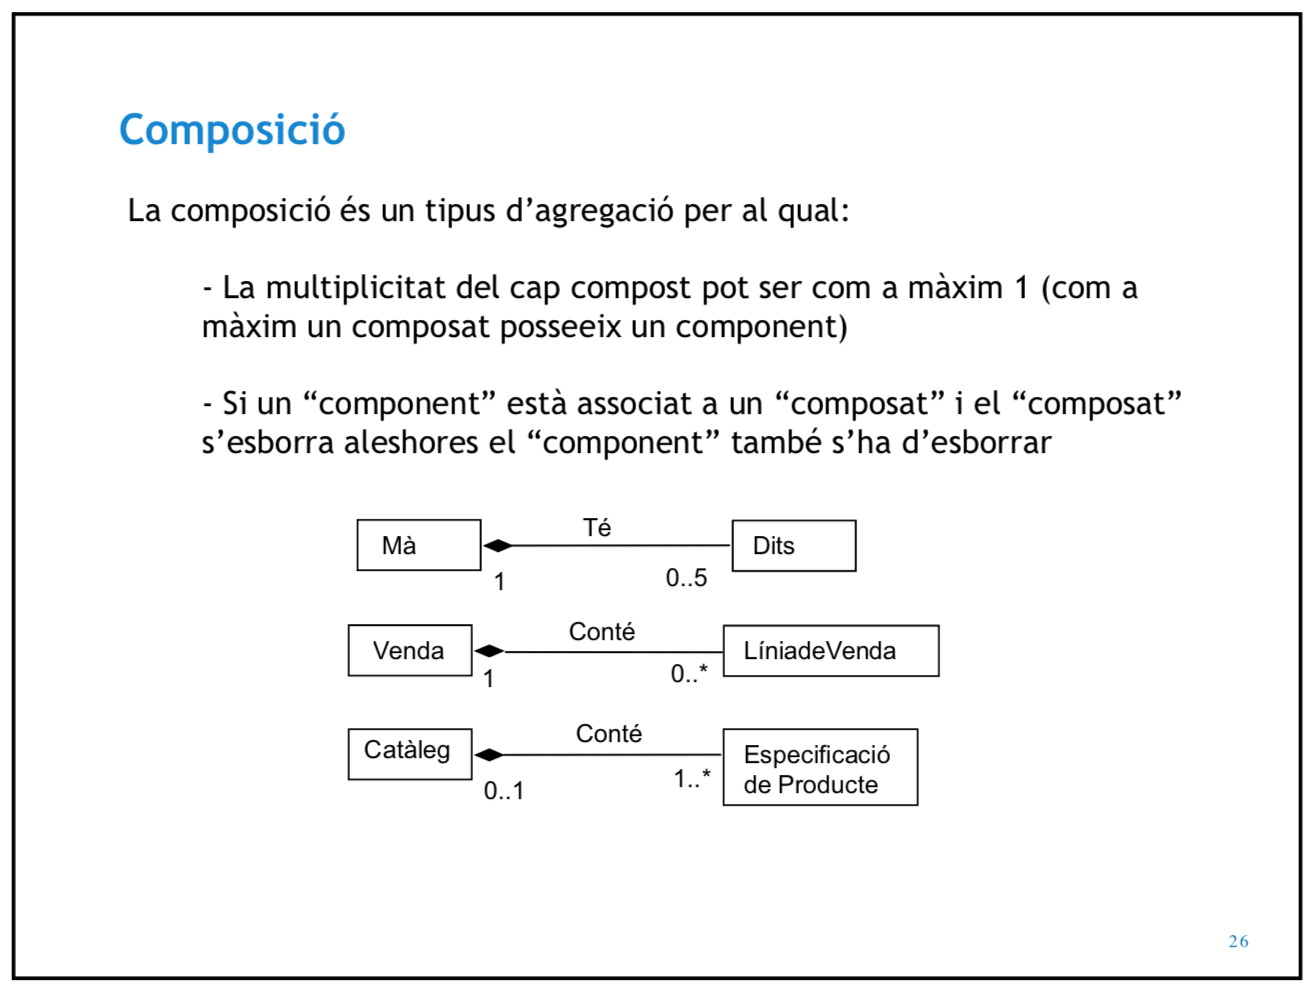 Composició
La composició és un tipus d’agregació per al qual:
- La multiplicitat del cap compost pot ser com a màxim 1 (com a
màxim un composat posseeix un component)
- Si un “component” està associat a un “composat” i el “composat”
s’esborra aleshores el “component” també s’ha d’esborrar
Mà Té Dits
1 0..5
Venda Conté LíniadeVenda
1 0..*
Catàleg Conté Especificació
de Producte
0..1 1..*
26